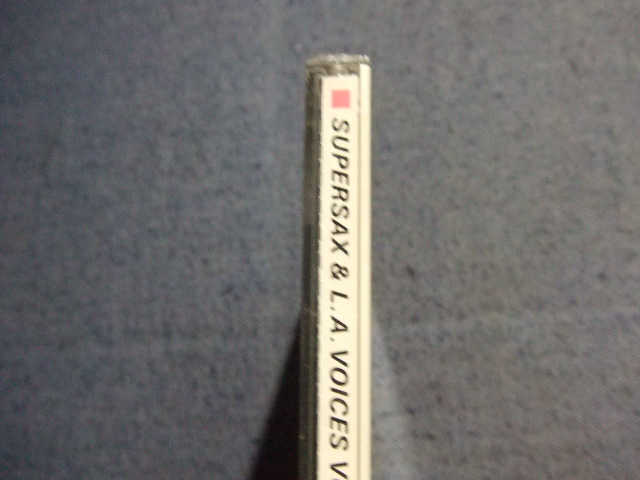 SUPERSAX & L.A. VOICES